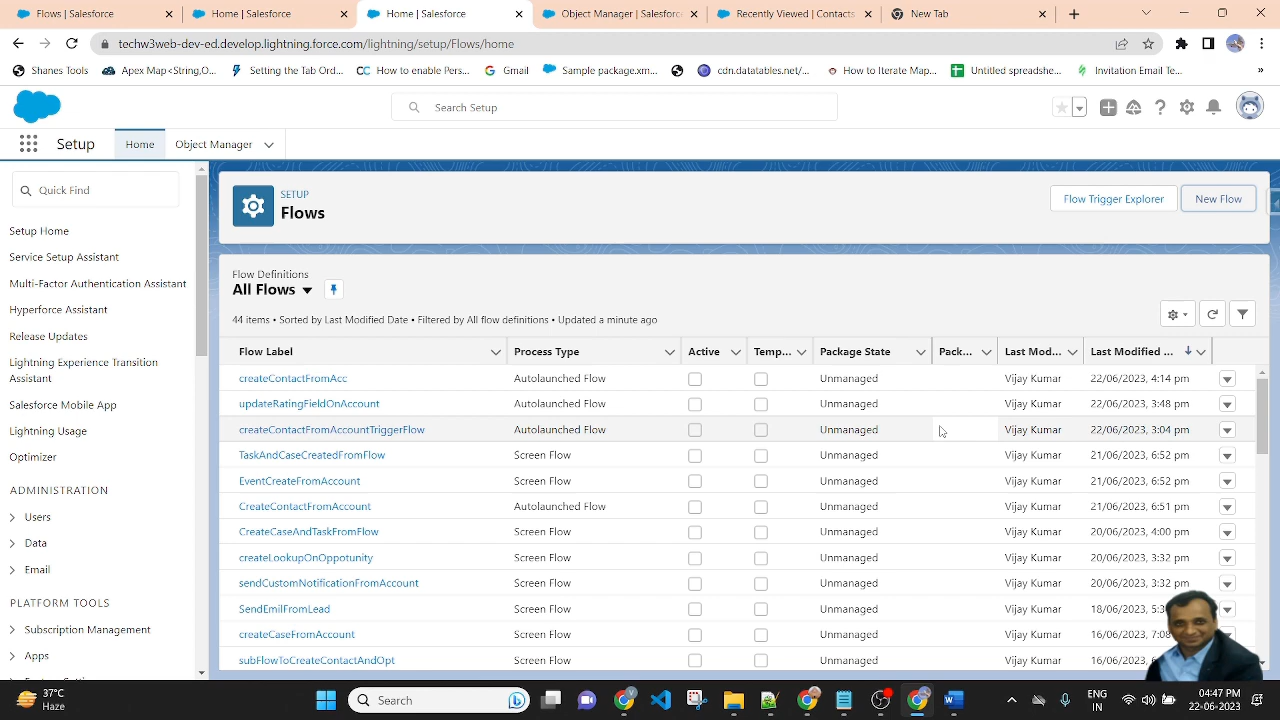 Flows | Salesforce
Home | Salesforce
Home | Salesforce
Object Manager | Salesforc
Recently Viewed | Contacts
New Tab
techw3web-dev-ed.develop.lightning.force.com/lightning/setup/Flows/home
Shanes Tools
Apex Map<String,O...
Setting the Tab Ord...
CC How to enable Pers...
Gmail
Sample package.xm...
cdn.datatables.net/...
How to Iterate Map...
Untitled spreadshe...
Invitation Email Te...
»
Search Setup
Setup
Home
Object Manager
Quick Find
Setup Home
Service Setup Assistant
Multi-Factor Authentication Assistant
Hyperforce Assistant
Release Updates
Lightning Experience Transition
Assistant
Salesforce Mobile App
Lightning Usage
Optimizer
ADMINISTRATION
Users
Data
Email
PLATFORM TOOLS
Subscription Management
Apps
SETUP
Flows
Flow Trigger Explorer
New Flow
Flow Definitions
All Flows
44 items • Sorted by Last Modified Date • Filtered by All flow definitions • Updated a minute ago
Flow Label Process Type Active Temp... Package State Pack... Last Mod... Last Modified ...
createContactFromAcc Autolaunched Flow Unmanaged Vijay Kumar 22/06/2023, 4:14 pm
updateRatingFieldOnAccount Autolaunched Flow Unmanaged Vijay Kumar 22/06/2023, 3:48 pm
createContactFromAccountTriggerFlow Autolaunched Flow Unmanaged Vijay Kumar 22/06/2023, 3:04 pm
TaskAndCaseCreatedFromFlow Screen Flow Unmanaged Vijay Kumar 21/06/2023, 6:52 pm
EventCreateFromAccount Screen Flow Unmanaged Vijay Kumar 21/06/2023, 6:52 pm
CreateContactFromAccount Autolaunched Flow Unmanaged Vijay Kumar 21/06/2023, 6:51 pm
CreateCaseAndTaskFromFlow Screen Flow Unmanaged Vijay Kumar 20/06/2023, 4:00 pm
createLookupOnOppotunity Screen Flow Unmanaged Vijay Kumar 20/06/2023, 3:32 pm
sendCustomNotificationFromAccount Screen Flow Unmanaged Vijay Kumar 20/06/2023, 3:32 pm
SendEmilFromLead Screen Flow Unmanaged Vijay Kumar 18/06/2023,
createCaseFromAccount Screen Flow Unmanaged Vijay Kumar 16/06/2023,
subFlowToCreateContactAndOpt Screen Flow Unmanaged Vijay Kumar 16/06/2023,
37°C
Haze
Search
ENG
IN
04:47 PM
22-06-2023